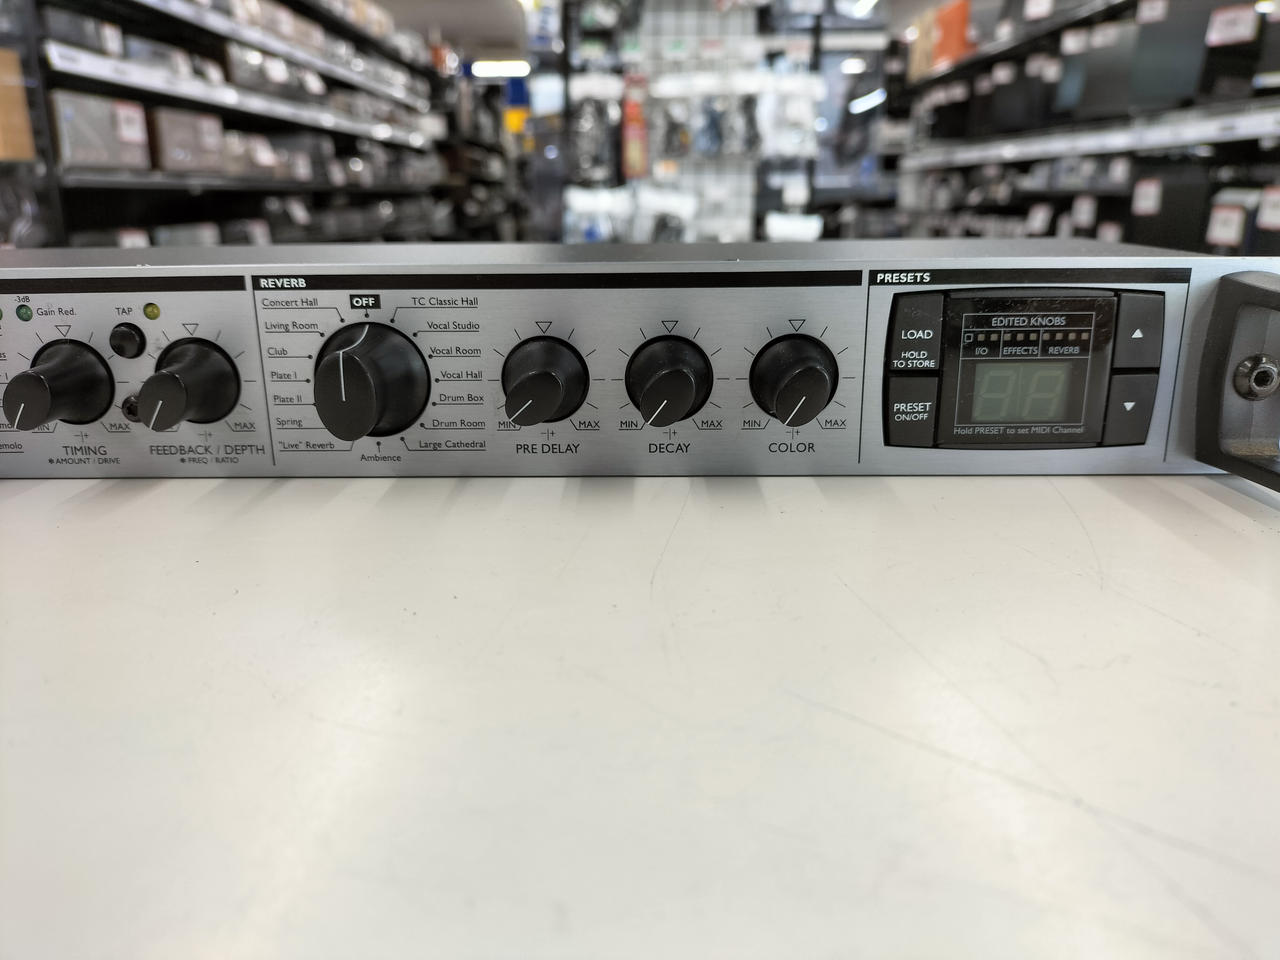 -3dB
Gain Red.
TAP
MIN
MAX
TIMING
* AMOUNT / DRIVE
-|+
MAX
FEEDBACK / DEPTH
* FREQ / RATIO
REVERB
OFF
Concert Hall
Living Room
Club
Plate I
Plate II
Spring
"Live" Reverb
Ambience
TC Classic Hall
Vocal Studio
Vocal Room
Vocal Hall
Drum Box
Drum Room
Large Cathedral
MIN
-|+
MAX
PRE DELAY
MIN
-|+
MAX
DECAY
MIN
-|+
MAX
COLOR
PRESETS
LOAD
HOLD
TO STORE
PRESET
ON/OFF
EDITED KNOBS
I/O EFFECTS REVERB
Hold PRESET to set MIDI Channel